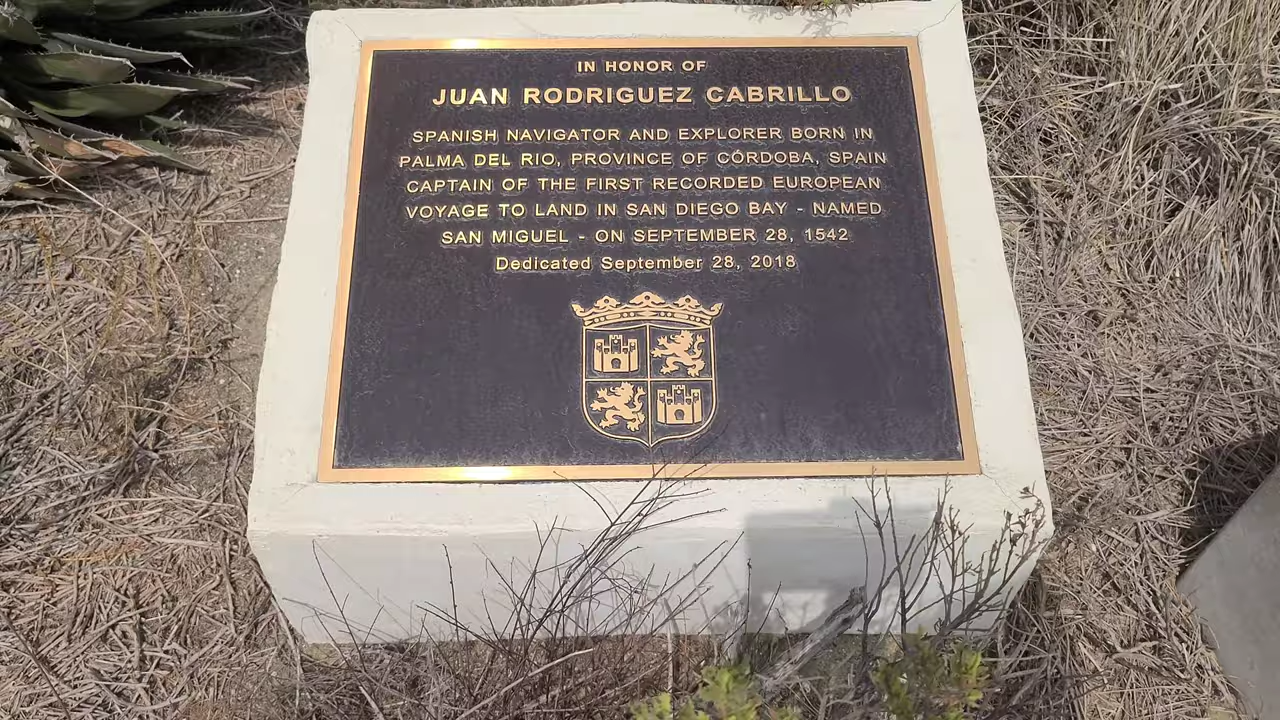 IN HONOR OF
JUAN RODRIGUEZ CABRILLO
SPANISH NAVIGATOR AND EXPLORER BORN IN
PALMA DEL RIO, PROVINCE OF CÓRDOBA, SPAIN
CAPTAIN OF THE FIRST RECORDED EUROPEAN
VOYAGE TO LAND IN SAN DIEGO BAY - NAMED
SAN MIGUEL - ON SEPTEMBER 28, 1542
Dedicated September 28, 2018